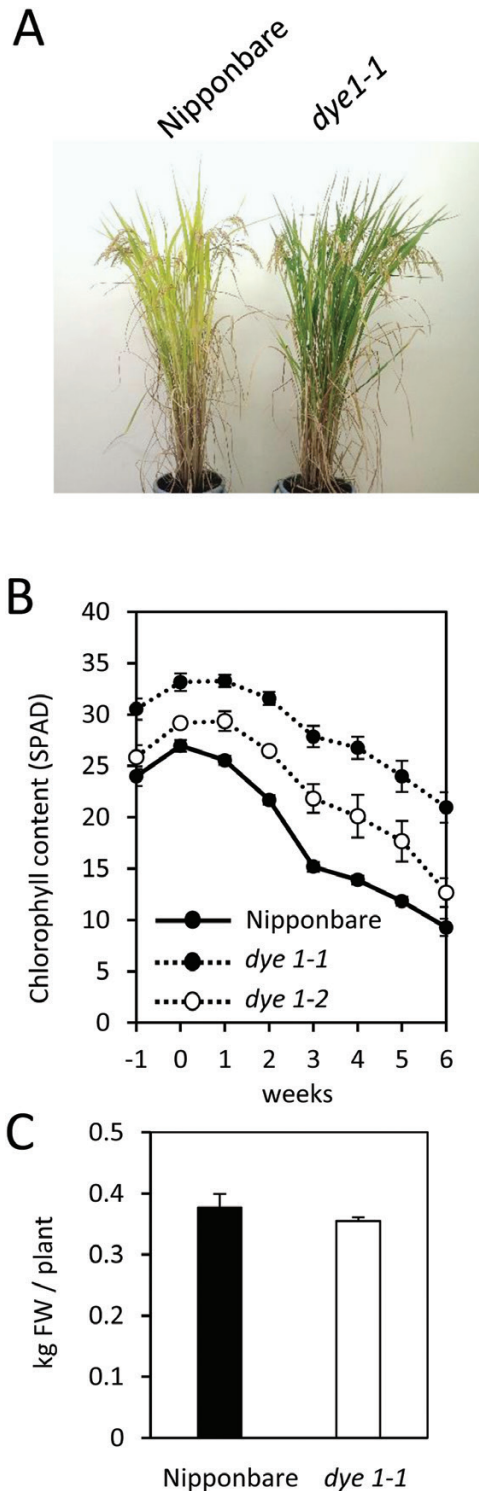 A
Nipponbare
dye1-1
B
Chlorophyll content (SPAD)
40
35
30
25
20
15
10
5
0
Nipponbare
dye 1-1
dye 1-2
-1 0 1 2 3 4 5 6
weeks
C
kg FW / plant
0.5
0.4
0.3
0.2
0.1
0
Nipponbare dye 1-1